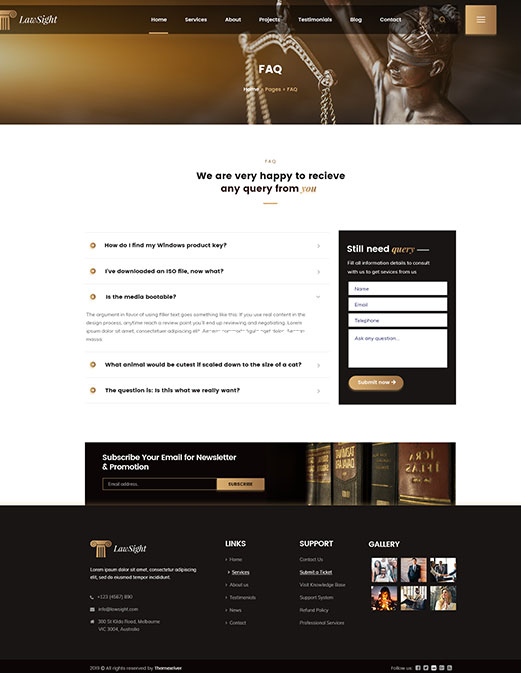 LawSight
Home Services About Projects Testimonials Blog Contact
FAQ
Home » Pages » FAQ
FAQ
We are very happy to recieve
any query from you
How do I find my Windows product key?
I've downloaded an ISO file, now what?
Is the media bootable?
The argument in favor of using filler text goes something like this: If you use real content in the
design process, anytime reach a review point you'll end up reviewing and negotiating. Lorem
ipsum dolor sit amet, consectetuer adipiscing elit.
massa.
What animal would be cutest if scaled down to the size of a cat?
The question is: Is this what we really want?
Still need query
Fill all information details to consult
with us to get sevices from us
Name
Email
Telephone
Ask any question...
Submit now
Subscribe Your Email for Newsletter
& Promotion
Email address
SUBSCRIBE
LawSight
Lorem ipsum dolor sit amet, consectetur adipiscing
elit, sed do eiusmod tempor incididunt.
+123 (4567) 890
info@lawsight.com
380 St Kilda Road, Melbourne
VIC 3004, Australia
LINKS
Home
Services
About us
Testimonials
News
Contact
SUPPORT
Contact Us
Submit a Ticket
Visit Knowledge Base
Support System
Refund Policy
Professional Services
GALLERY
2019 © All rights reserved by Themexriver
Follow us: